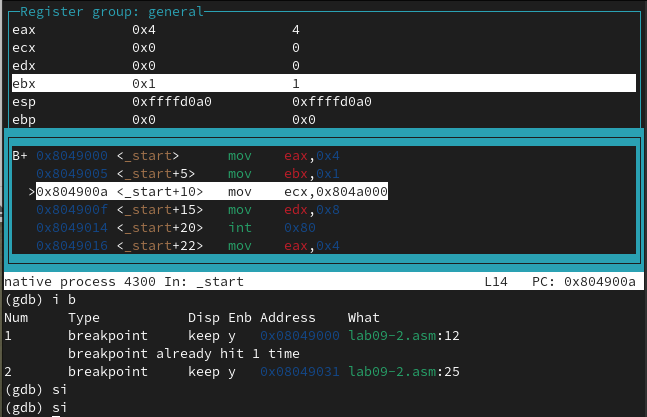 Register group: general
eax 0x4 4
ecx 0x0 0
edx 0x0 0
ebx 0x1 1
esp 0xffffd0a0 0xffffd0a0
ebp 0x0 0x0
B+ 0x8049000 <_start> mov eax,0x4
0x8049005 <_start+5> mov ebx,0x1
>0x804900a <_start+10> mov ecx,0x804a000
0x804900f <_start+15> mov edx,0x8
0x8049014 <_start+20> int 0x80
0x8049016 <_start+22> mov eax,0x4
native process 4300 In: _start L14 PC: 0x804900a
(gdb) i b
Num Type Disp Enb Address What
1 breakpoint keep y 0x08049000 lab09-2.asm:12
breakpoint already hit 1 time
2 breakpoint keep y 0x08049031 lab09-2.asm:25
(gdb) si
(gdb) si